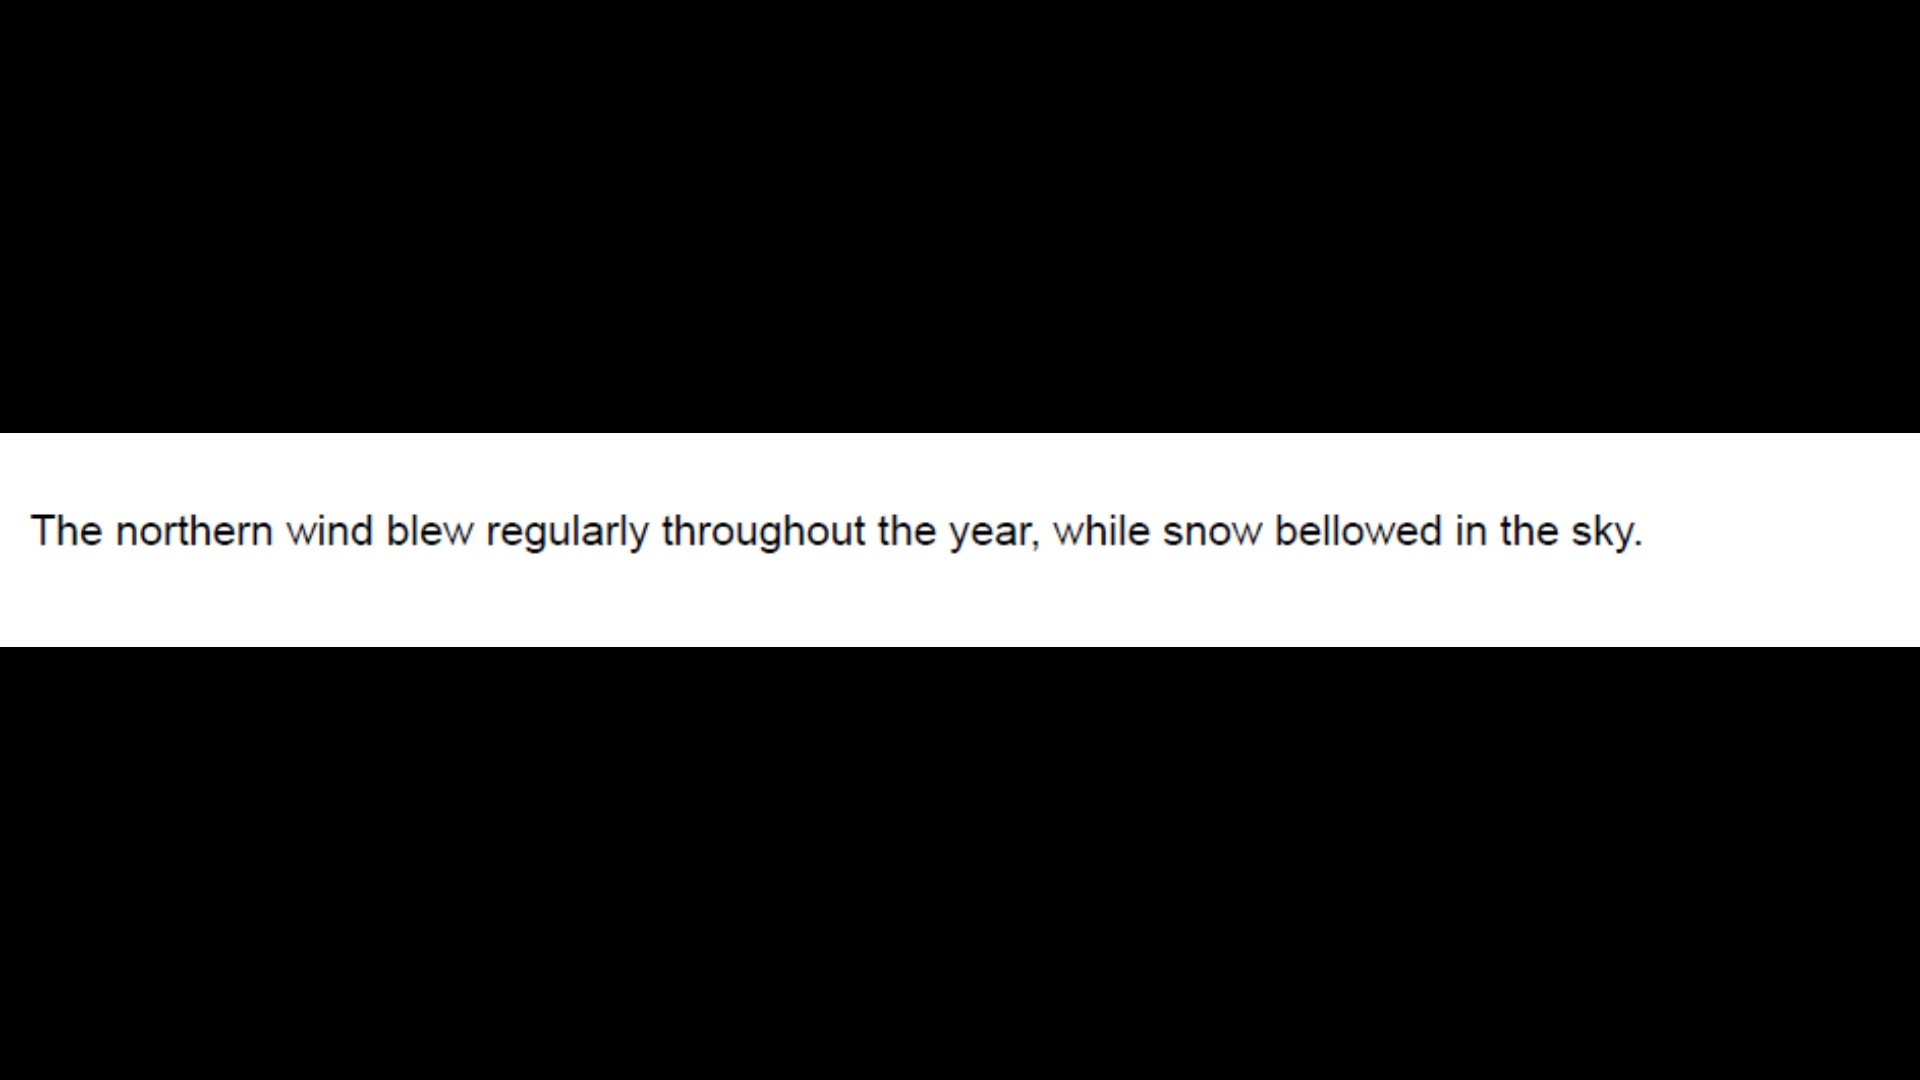 The northern wind blew regularly throughout the year, while snow bellowed in the sky.